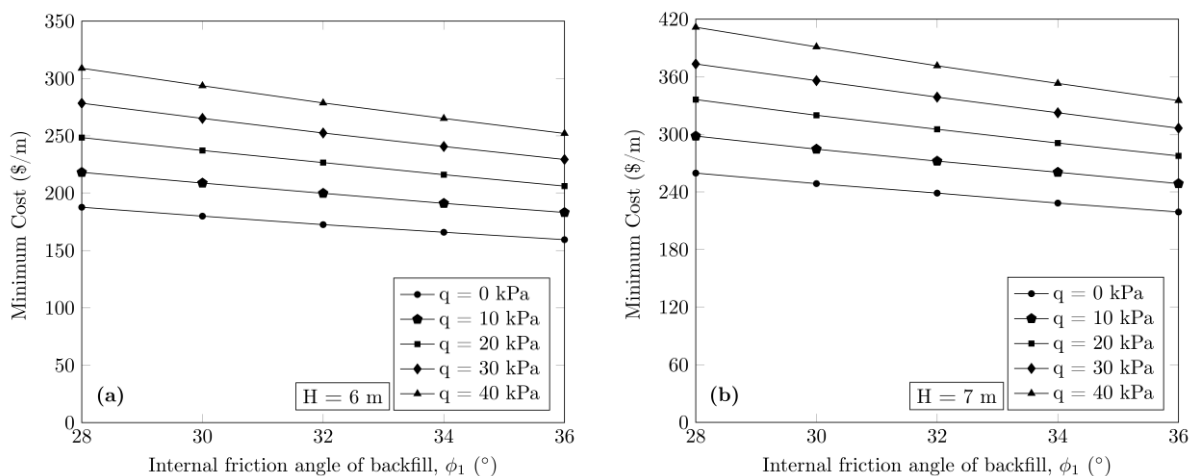 350
300
250
200
150
100
50
0
Minimum Cost ($/m)
28 30 32 34 36
Internal friction angle of backfill, ϕ₁ (°)
(a)
H = 6 m
q = 0 kPa
q = 10 kPa
q = 20 kPa
q = 30 kPa
q = 40 kPa
420
360
300
240
180
120
60
0
Minimum Cost ($/m)
28 30 32 34 36
Internal friction angle of backfill, ϕ₁ (°)
(b)
H = 7 m
q = 0 kPa
q = 10 kPa
q = 20 kPa
q = 30 kPa
q = 40 kPa